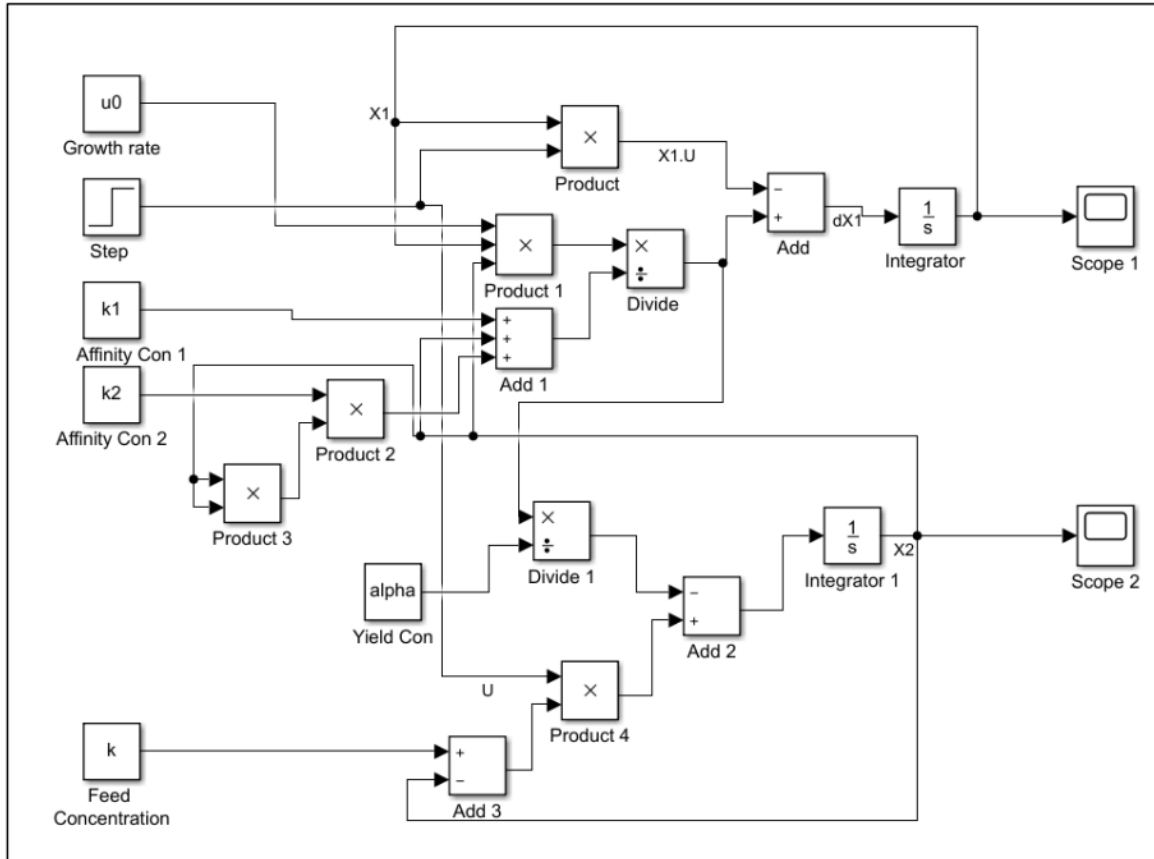 u0
Growth rate
Step
k1
Affinity Con 1
k2
Affinity Con 2
X1
×
Product
X1.U
×
Product 1
×
÷
Divide
−
+
Add
dX1
1
s
Integrator
Scope 1
+
+
+
Add 1
×
Product 2
×
Product 3
×
÷
Divide 1
alpha
Yield Con
−
+
Add 2
1
s
Integrator 1
X2
Scope 2
U
×
Product 4
k
Feed
Concentration
+
−
Add 3